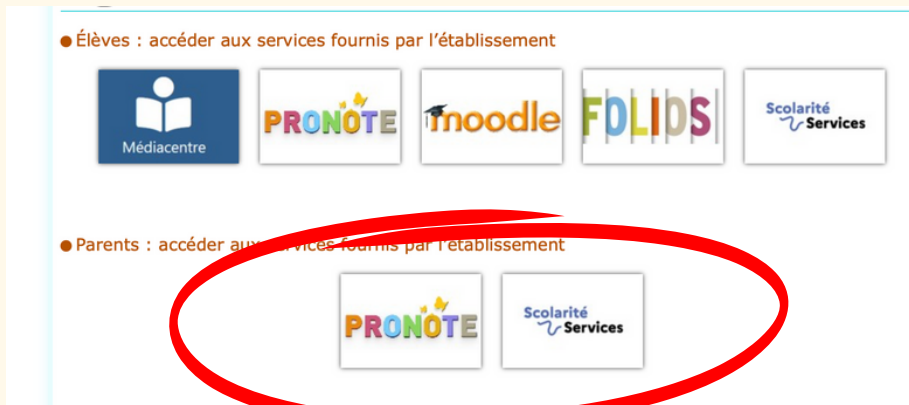 Élèves : accéder aux services fournis par l'établissement
Médiacentre
PRONOTE
moodle
FOLIOS
Scolarité
Services
Parents : accéder aux services fournis par l'établissement
PRONOTE
Scolarité
Services